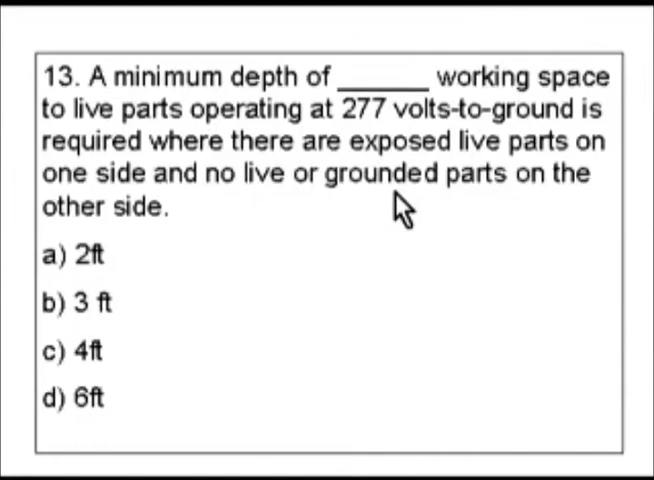 13. A minimum depth of ______ working space
to live parts operating at 277 volts-to-ground is
required where there are exposed live parts on
one side and no live or grounded parts on the
other side.
a) 2ft
b) 3 ft
c) 4ft
d) 6ft